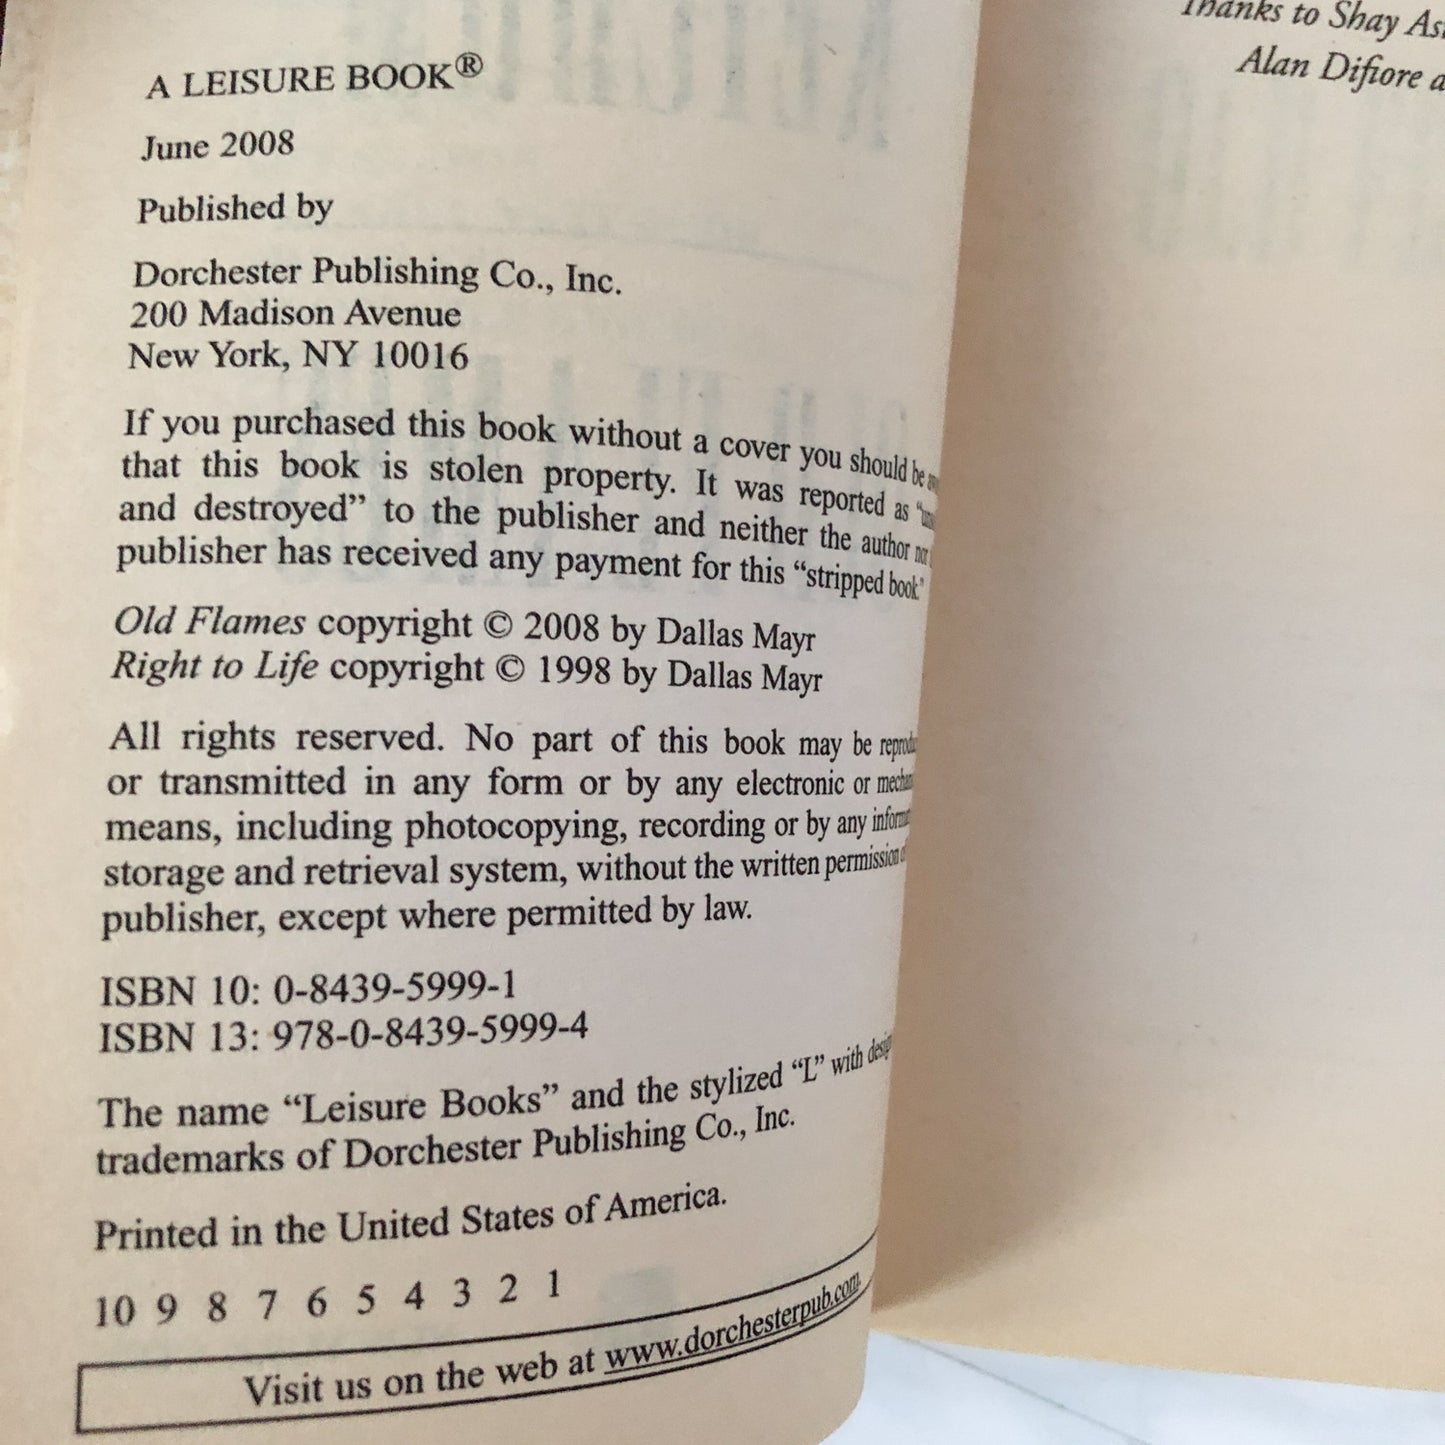 A LEISURE BOOK®
June 2008
Published by
Dorchester Publishing Co., Inc.
200 Madison Avenue
New York, NY 10016
If you purchased this book without a cover you should be
that this book is stolen property. It was reported as
and destroyed” to the publisher and neither the author nor
publisher has received any payment for this “stripped book.”
Old Flames copyright © 2008 by Dallas Mayr
Right to Life copyright © 1998 by Dallas Mayr
All rights reserved. No part of this book may be
or transmitted in any form or by any electronic or
means, including photocopying, recording or by any
storage and retrieval system, without the written permission
publisher, except where permitted by law.
ISBN 10: 0-8439-5999-1
ISBN 13: 978-0-8439-5999-4
The name “Leisure Books” and the stylized “L” with design
trademarks of Dorchester Publishing Co., Inc.
Printed in the United States of America.
10 9 8 7 6 5 4 3 2 1
Visit us on the web at www.dorchesterpub.com.
Thanks to Shay
Alan Difiore